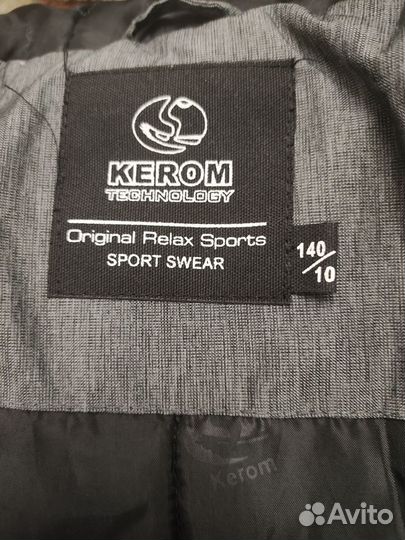 KEROM
TECHNOLOGY
Original Relax Sports
SPORT SWEAR
140/10
Kerom
Avito